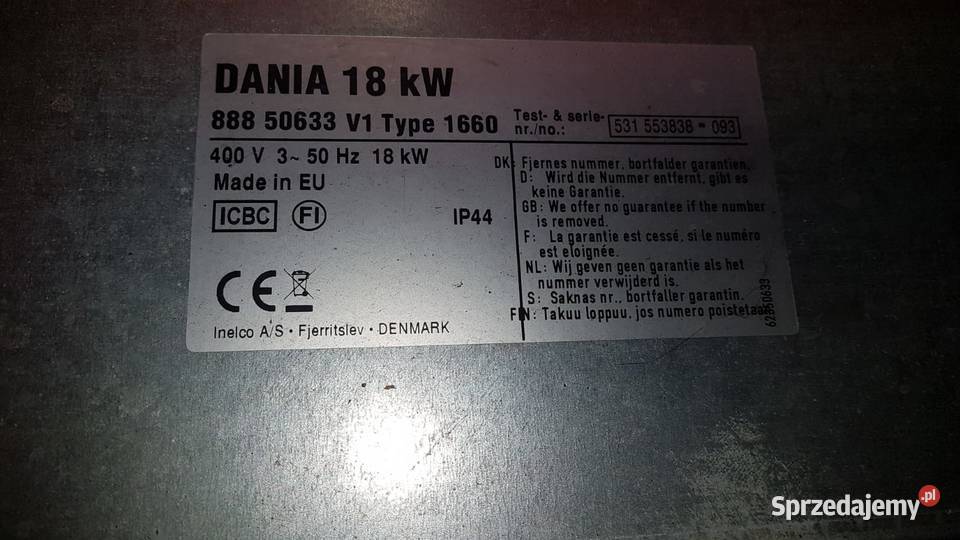 DANIA 18 kW
888 50633 V1 Type 1660
Test- & serie-
nr./no.:
531 553838 - 093
400 V 3~ 50 Hz 18 kW
Made in EU
ICBC
FI
IP44
CE
Inelco A/S · Fjerritslev · DENMARK
DK: Fjernes nummer, bortfalder garantien.
D: Wird die Nummer entfernt, gibt es
keine Garantie.
GB: We offer no guarantee if the number
is removed.
F: La garantie est cessé, si le numéro
est eloignée.
NL: Wij geven geen garantie als het
nummer verwijderd is.
S: Saknas nr., bortfaller garantin.
FIN: Takuu loppuu, jos numero poistetaan
Sprzedajemy.pl